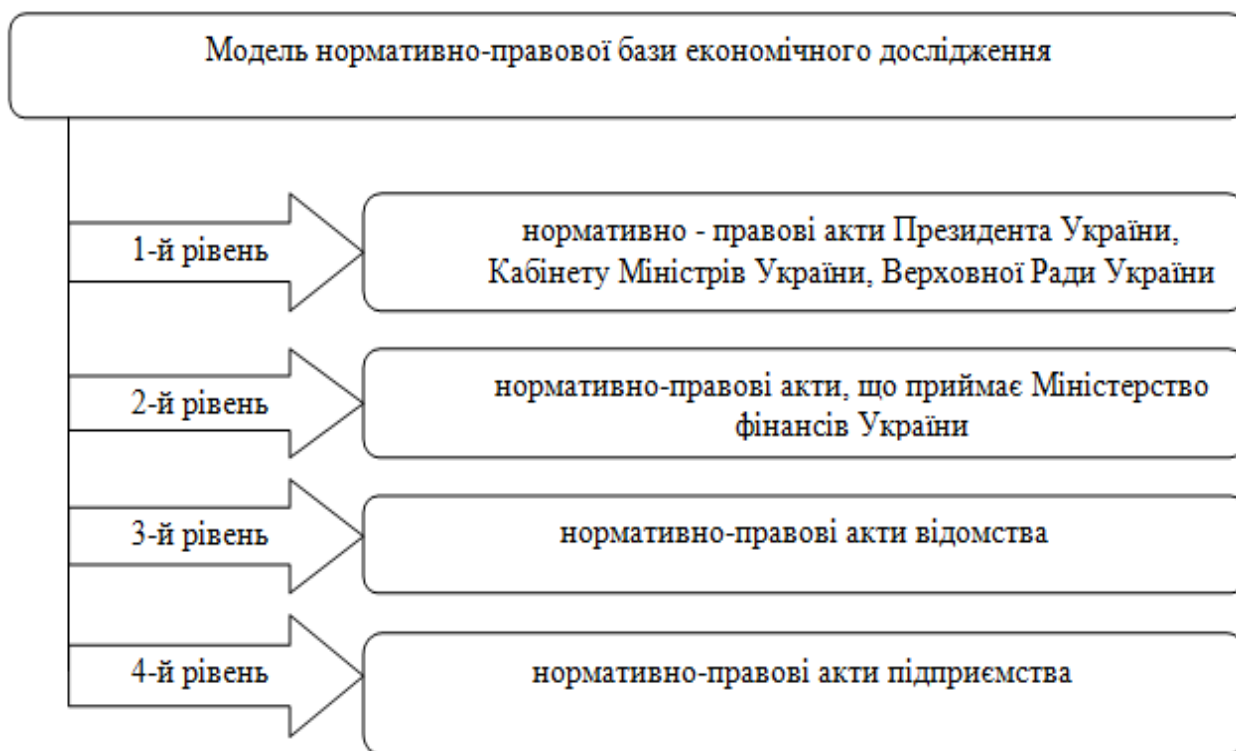 Модель нормативно-правової бази економічного дослідження
1-й рівень
нормативно - правові акти Президента України,
Кабінету Міністрів України, Верховної Ради України
2-й рівень
нормативно-правові акти, що приймає Міністерство
фінансів України
3-й рівень
нормативно-правові акти відомства
4-й рівень
нормативно-правові акти підприємства